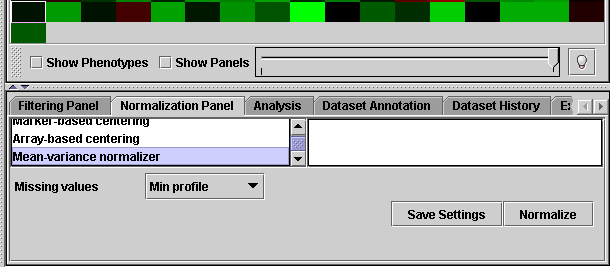 Show Phenotypes Show Panels
Filtering Panel Normalization Panel Analysis Dataset Annotation Dataset History E:
Marker-based centering
Array-based centering
Mean-variance normalizer
Missing values Min profile
Save Settings Normalize